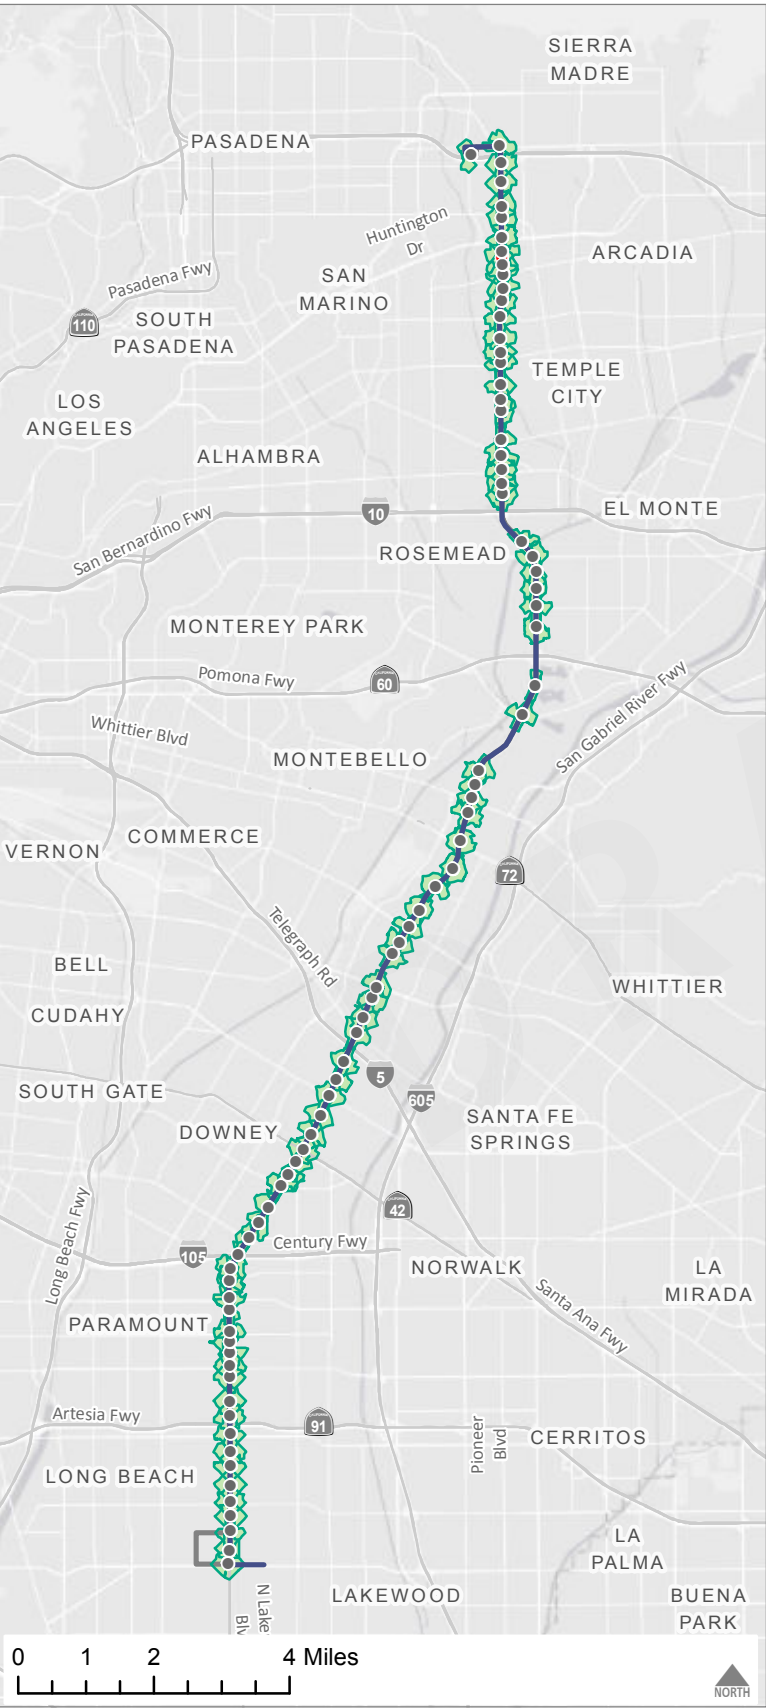 SIERRA
MADRE
PASADENA
Huntington
Dr
ARCADIA
Pasadena Fwy
SAN
MARINO
110
SOUTH
PASADENA
TEMPLE
CITY
LOS
ANGELES
ALHAMBRA
10
EL MONTE
San Bernardino Fwy
ROSEMEAD
MONTEREY PARK
Pomona Fwy
60
San Gabriel River Fwy
Whittier Blvd
MONTEBELLO
COMMERCE
VERNON
72
Telegraph Rd
BELL
WHITTIER
CUDAHY
5
SOUTH GATE
605
SANTA FE
SPRINGS
DOWNEY
42
Long Beach Fwy
105
Century Fwy
NORWALK
LA
MIRADA
Santa Ana Fwy
PARAMOUNT
Artesia Fwy
91
Pioneer
Blvd
CERRITOS
LONG BEACH
LA
PALMA
N Lake
Blv
LAKEWOOD
BUENA
PARK
0 1 2 4 Miles
NORTH